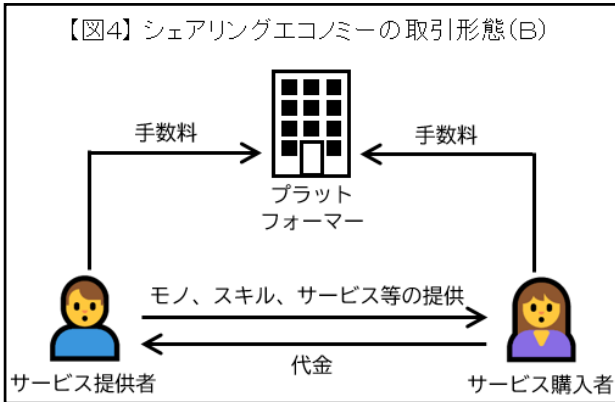 【図4】シェアリングエコノミーの取引形態(B)
手数料
手数料
プラット
フォーマー
モノ、スキル、サービス等の提供
代金
サービス提供者
サービス購入者